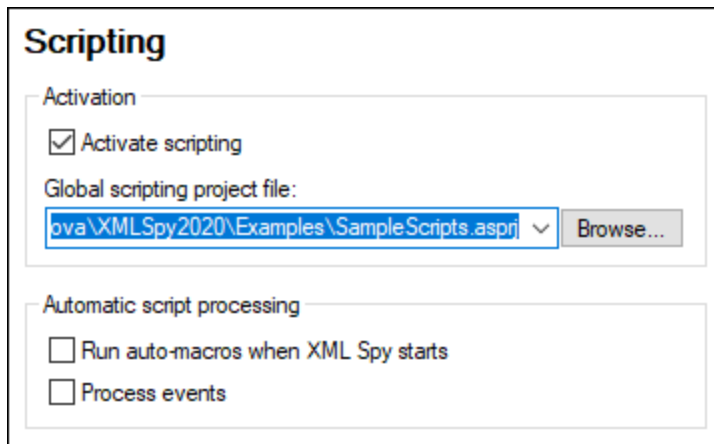 Scripting
Activation
Activate scripting
Global scripting project file:
ova\XMLSpy2020\Examples\SampleScripts.asprj
Browse...
Automatic script processing
Run auto-macros when XML Spy starts
Process events